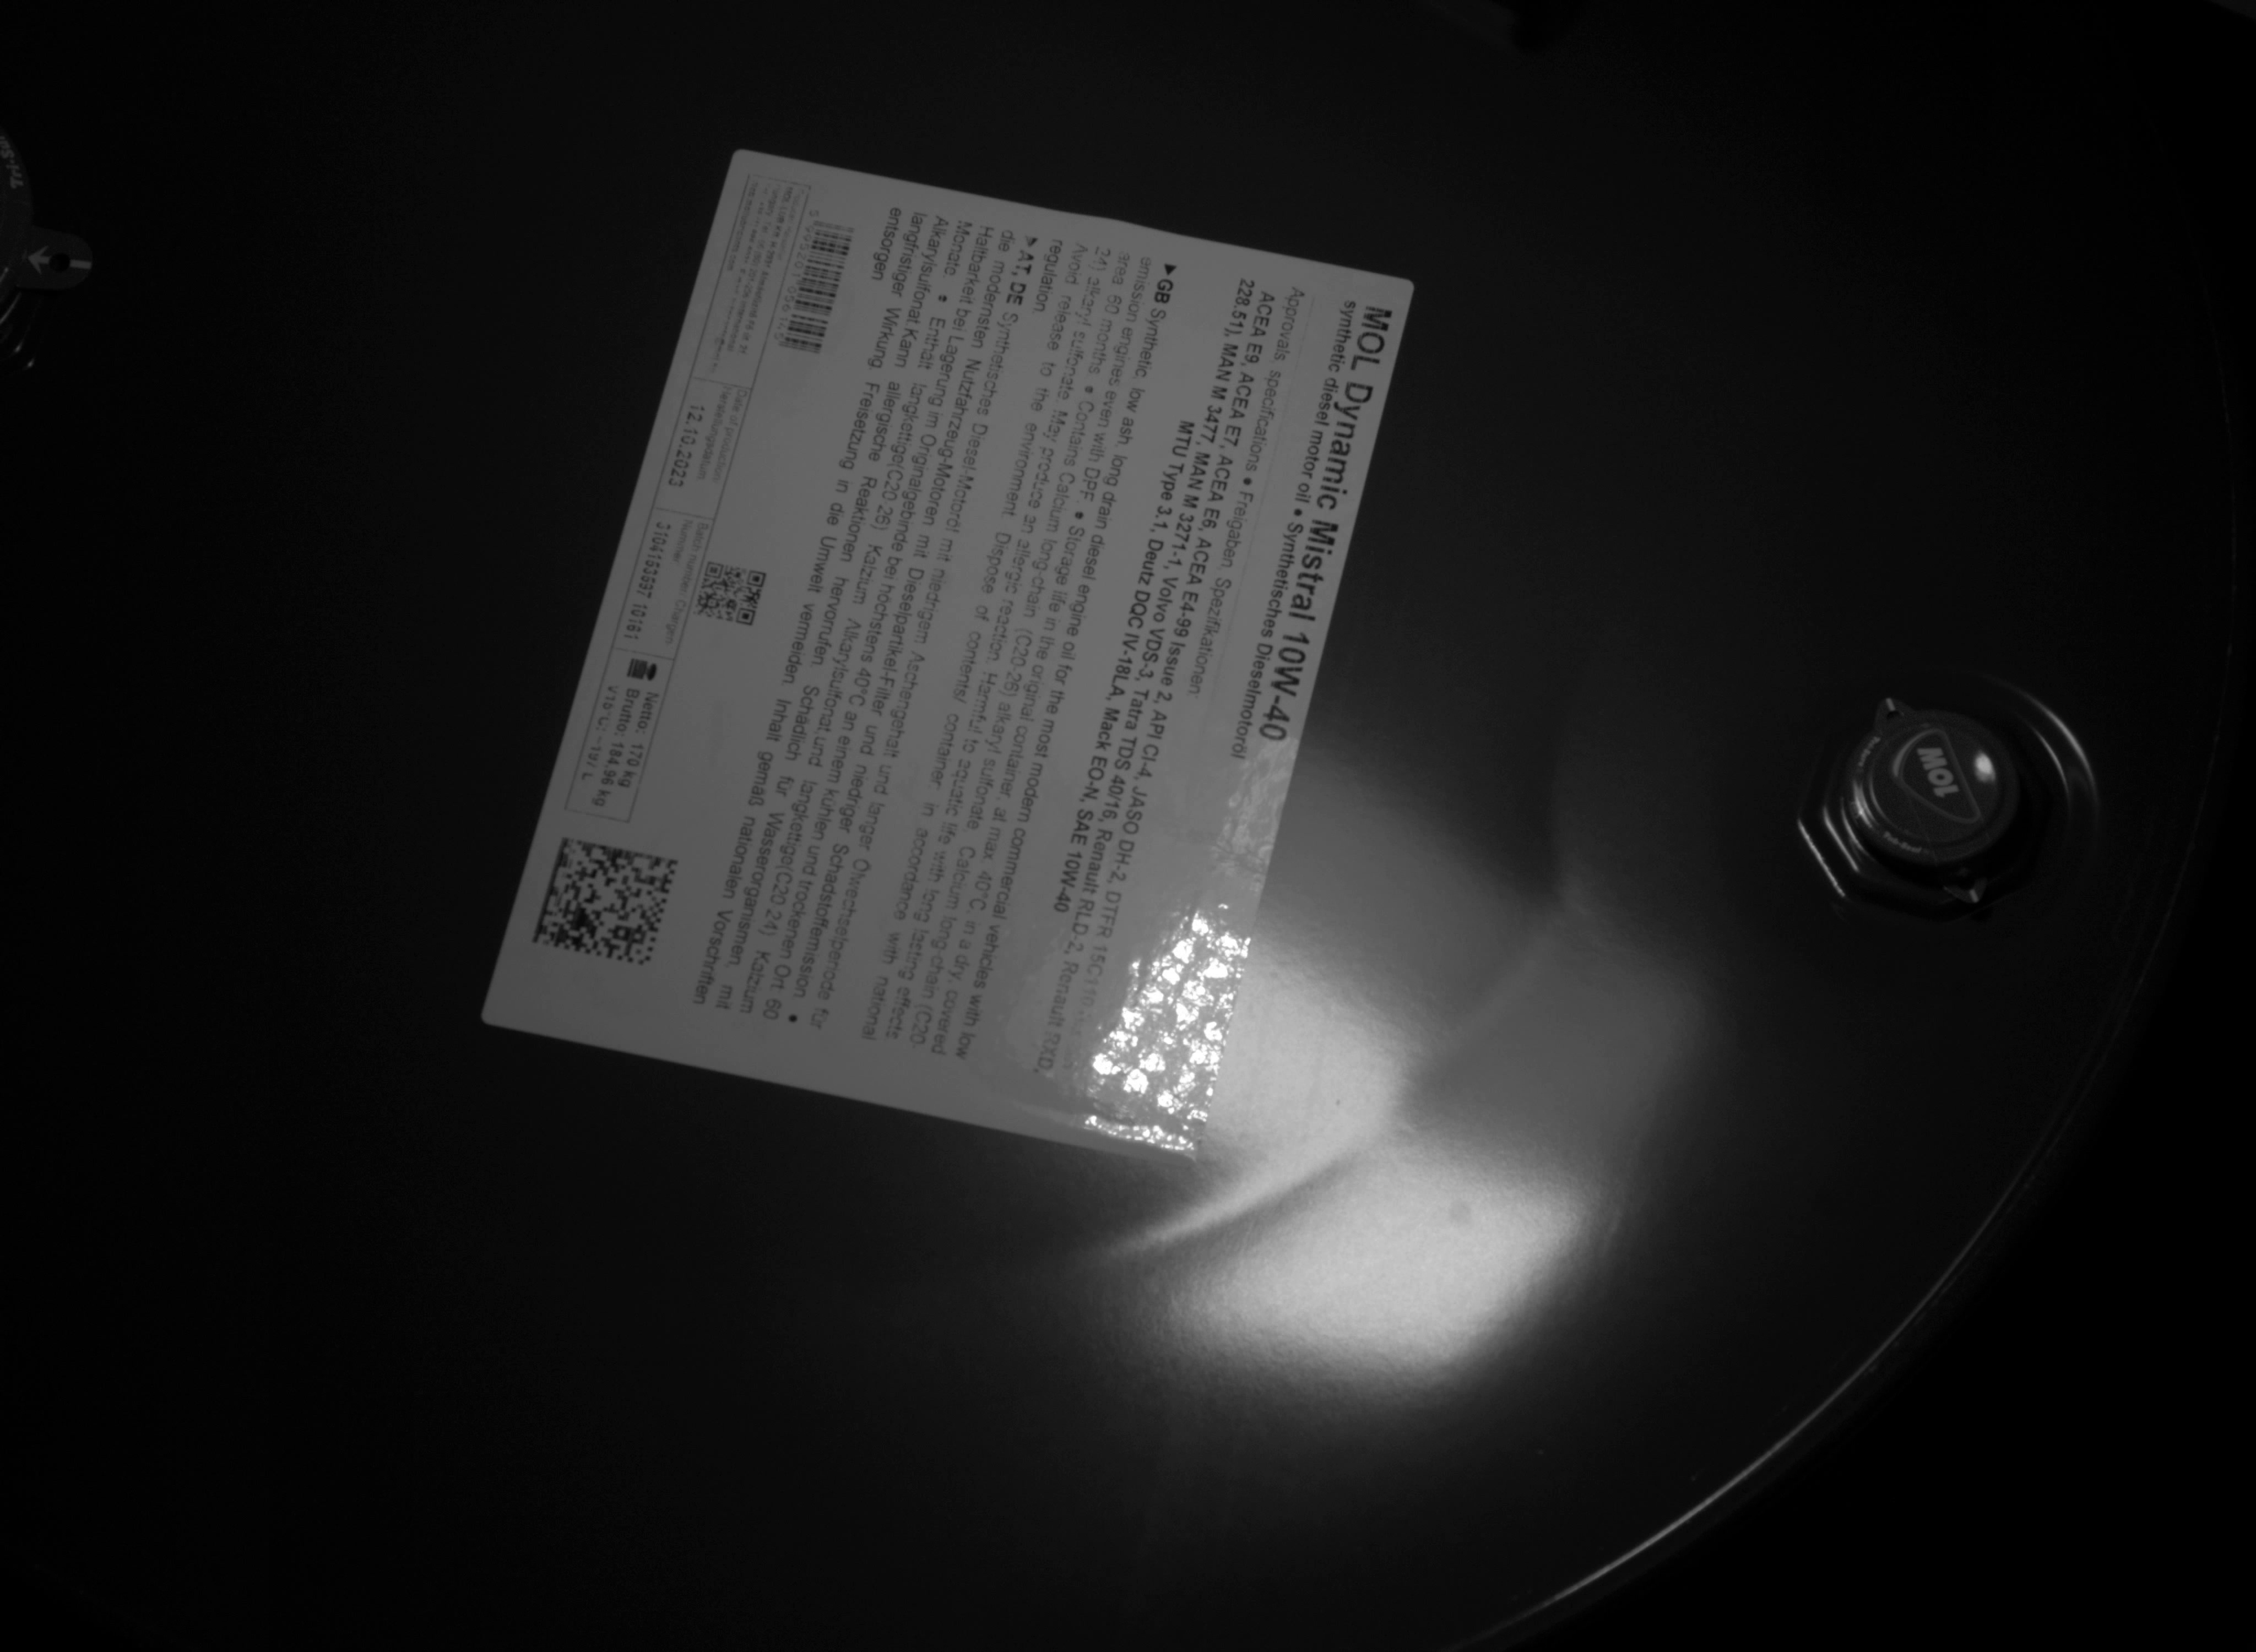 MOL Dynamic Mistral 10W-40
synthetic diesel motor oil • Synthetisches Dieselmotoröl
Approvals, specifications • Freigaben, Spezifikationen:
ACEA E9, ACEA E7, ACEA E6, ACEA E4-99 Issue 2, API CI-4, JASO DH-2, DTFR 15C110
228.51), MAN M 3477, MAN M 3271-1, Volvo VDS-3, Tatra TDS 40/16, Renault RLD-2, Renault RXD,
MTU Type 3.1, Deutz DQC IV-18LA, Mack EO-N, SAE 10W-40
▶ GB Synthetic, low ash, long drain diesel engine oil for the most modern commercial vehicles with low
emission engines even with DPF. • Storage life in the original container, at max. 40°C, in a dry, covered
area: 60 months. • Contains Calcium long-chain (C20-26) alkaryl sulfonate. Calcium long-chain (C20-
24) alkaryl sulfonate. May produce an allergic reaction. Harmful to aquatic life with long lasting effects.
Avoid release to the environment. Dispose of contents/ container in accordance with national
regulation.
▶ AT, DE Synthetisches Diesel-Motoröl mit niedrigem Aschengehalt und langer Ölwechselperiode für
die modernsten Nutzfahrzeug-Motoren mit Dieselpartikel-Filter und niedriger Schadstoffemission. •
Haltbarkeit bei Lagerung im Originalgebinde bei höchstens 40°C an einem kühlen und trockenen Ort: 60
Monate. • Enthält langkettige(C20-26) Kalzium Alkarylsulfonat und langkettige(C20-24) Kalzium
Alkarylsulfonat.Kann allergische Reaktionen hervorrufen. Schädlich für Wasserorganismen, mit
langfristiger Wirkung. Freisetzung in die Umwelt vermeiden. Inhalt gemäß nationalen Vorschriften
entsorgen
Date of production/
Herstellungsdatum:
12.10.2023
Batch number/ Chargen
Nummer:
Netto: 170 kg
Brutto: 184,96 kg
MOL